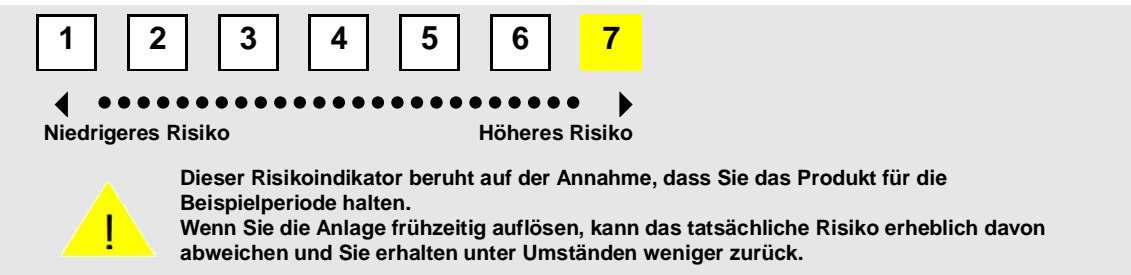 1 2 3 4 5 6 7
Niedrigeres Risiko Höheres Risiko
Dieser Risikoindikator beruht auf der Annahme, dass Sie das Produkt für die
Beispielperiode halten.
Wenn Sie die Anlage frühzeitig auflösen, kann das tatsächliche Risiko erheblich davon
abweichen und Sie erhalten unter Umständen weniger zurück.
!